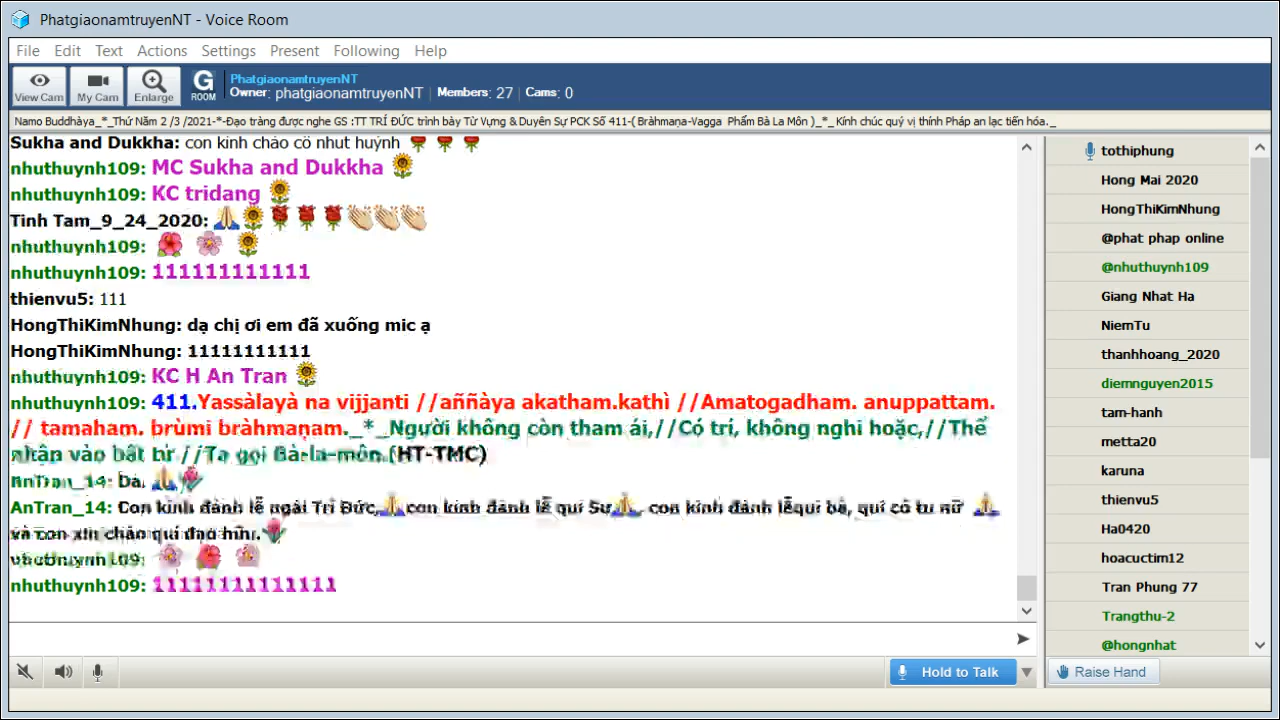 PhatgiaonamtruyenNT - Voice Room
File Edit Text Actions Settings Present Following Help
View Cam My Cam Enlarge G ROOM
PhatgiaonamtruyenNT
Owner: phatgiaonamtruyenNT | Members: 27 | Cams: 0
Namo Buddhàya_*_Thứ Năm 2 /3 /2021-*-Đạo tràng được nghe GS :TT TRÍ ĐỨC trình bày Từ Vựng & Duyên Sự PCK Số 411-( Bràhmaṇa-Vagga Phẩm Bà La Môn )_*_ Kính chúc quý vị thính Pháp an lạc tiến hóa._
Sukha and Dukkha: con kính chào cô như huỳnh
nhuthuynh109: MC Sukha and Dukkha
nhuthuynh109: KC tridang
Tinh Tam_9_24_2020:
nhuthuynh109:
nhuthuynh109: 111111111111
thienvu5: 111
HongThiKimNhung: dạ chị ơi em đã xuống mic ạ
HongThiKimNhung: 11111111111
nhuthuynh109: KC H An Tran
nhuthuynh109: 411.Yassàlayà na vijjanti //aññàya akatham.kathì //Amatogadham. anuppattam.
// tamaham. brùmi bràhmaṇam._*_Người không còn tham ái,//Có trí, không nghi hoặc,//Thể
nhận vào bất tử //Ta gọi Bà-la-môn.(HT-TMC)
AnTran_14: Dạ,
AnTran_14: Con kính đảnh lễ ngài Trí Đức, con kính đảnh lễ quí Sư, con kính đảnh lễ quí bà, quí cô tu nữ
và con xin chào quí đạo hữu.
nhuthuynh109:
nhuthuynh109: 11111111111111
tothiphung
Hong Mai 2020
HongThiKimNhung
@phat phap online
@nhuthuynh109
Giang Nhat Ha
NiemTu
thanhhoang_2020
diemnguyen2015
tam-hanh
metta20
karuna
thienvu5
Ha0420
hoacuctim12
Tran Phung 77
Trangthu-2
@hongnhat
Hold to Talk
Raise Hand